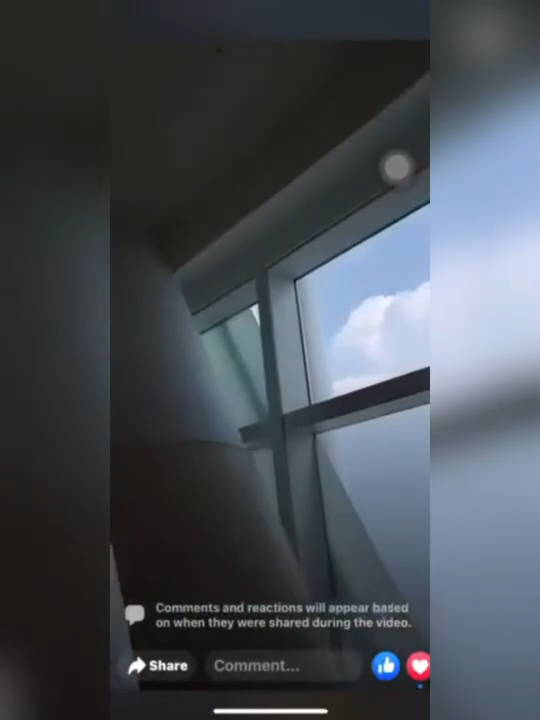 Comments and reactions will appear based
on when they were shared during the video.
Share
Comment...